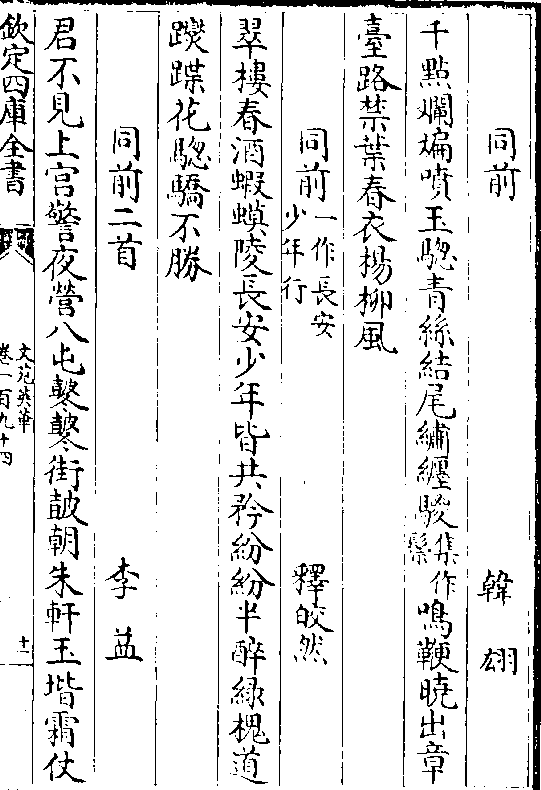 同前 韓翃
千點斕斒噴玉驄青絲結尾繡纒騣集作鬃鳴鞭曉出章
臺路禁葉春衣楊柳風
同前一作長安少年行 釋皎然
翠樓春酒蝦蟆陵長安少年皆共矜紛紛半醉緑槐道
躞蹀花驄驕不勝
同前二首 李益
君不見上宫警夜營八屯鼕鼕街鼓朝朱軒玉堦霜仗
欽定四庫全書
文苑英華
卷一百九十四
十一